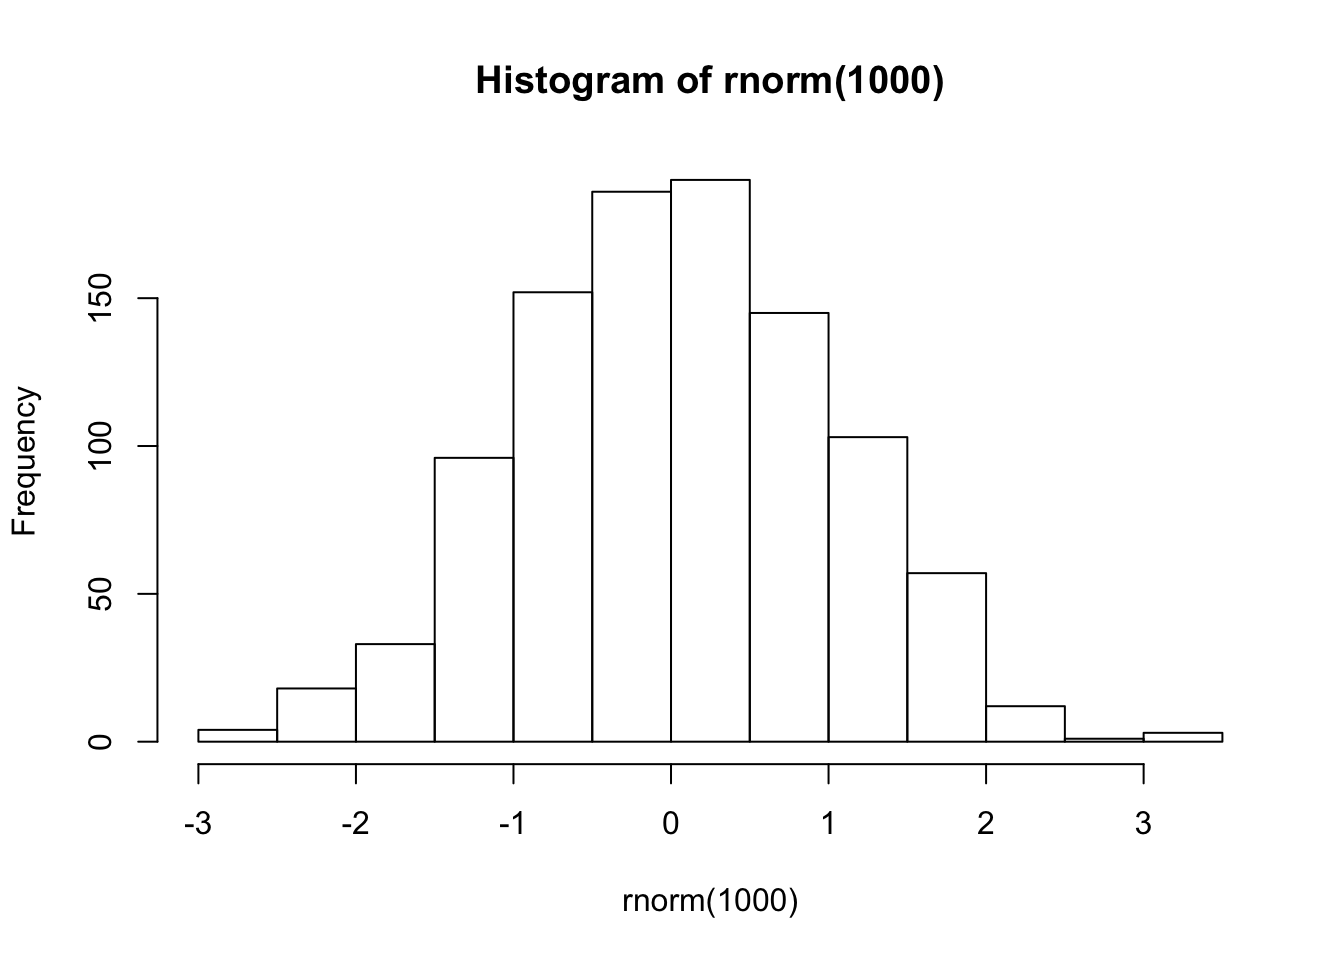 Histogram of rnorm(1000)
Frequency
150
100
50
0
-3 -2 -1 0 1 2 3
rnorm(1000)